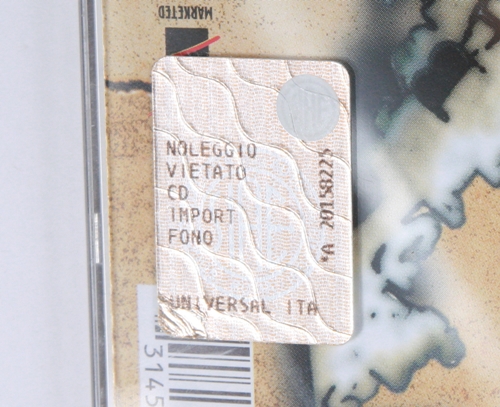 MARKETED
NOLEGGIO
VIETATO
CD
IMPORT
FONO
*A 20158225
UNIVERSAL ITA
3145